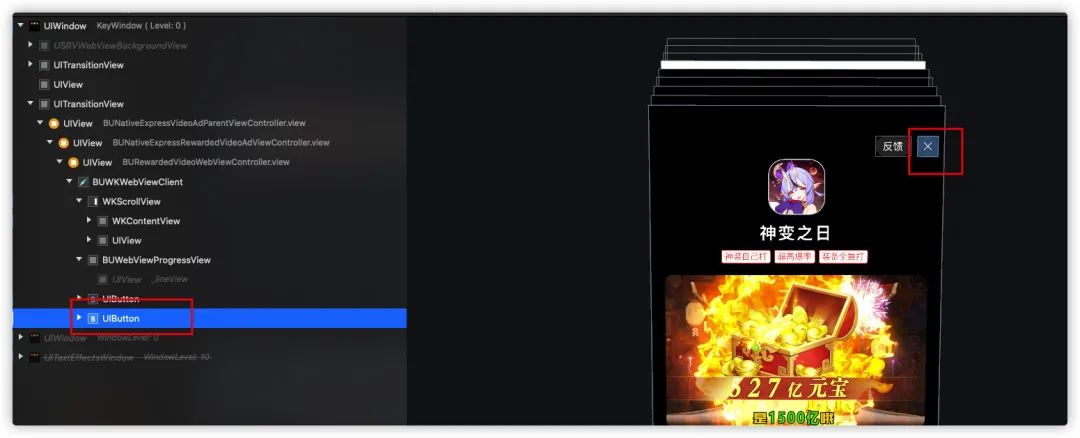 UIWindow KeyWindow ( Level: 0 )
USRVWebViewBackgroundView
UITransitionView
UIView
UITransitionView
UIView BUNativeExpressVideoAdParentViewController.view
UIView BUNativeExpressRewardedVideoAdViewController.view
UIView BURewardedVideoWebViewController.view
BUWKWebViewClient
WKScrollView
WKContentView
UIView
BUWebViewProgressView
UIView _lineView
UIButton
B UIButton
UIWindow WindowLevel: 0
UITextEffectsWindow WindowLevel: 10
反馈
神变之日
神装自己打 超高爆率 装备全靠打
527亿元宝
是1500亿哦